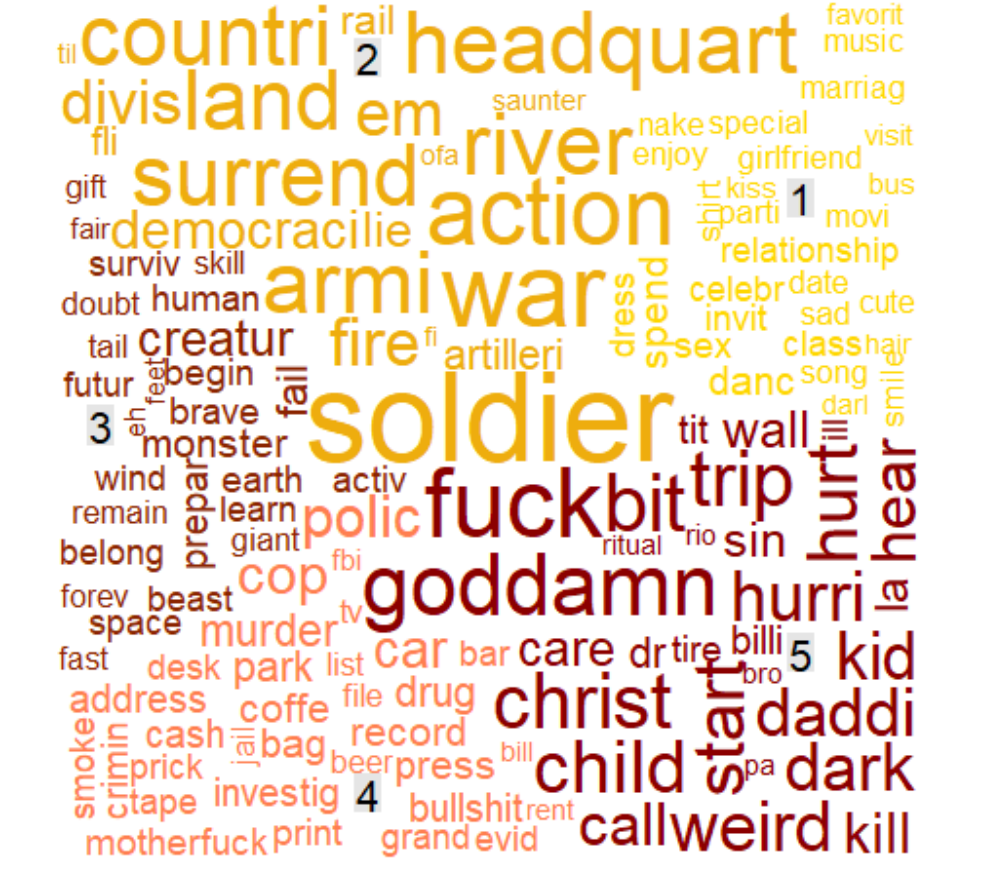 til countri rail headquart favorit
2 music
divis land em saunter marriag
fli river nake special visit
surrend ofa enjoy girlfriend
gift action shirt kiss 1 bus
fair democraci lie parti movi
surviv skill armi war relationship
doubt human dress spend celebr date cute
tail creatur fire fi artilleri invit sad
futur feet begin fail sex class hair
3 eh brave soldier danc song smile
monster tit wall ill darl
wind prepar earth activ fuck bit trip hurt hear
remain learn polic ritual rio sin
belong giant cop fbi goddamn hurri la
forev beast tv
space murder car bar care dr tire billi 5 kid
fast desk park list bro
address coffe file drug christ start daddi
smoke crimin cash jail bag record
prick beer press bill child pa dark
tape investig 4 bullshit rent call weird kill
motherfuck print grand evid